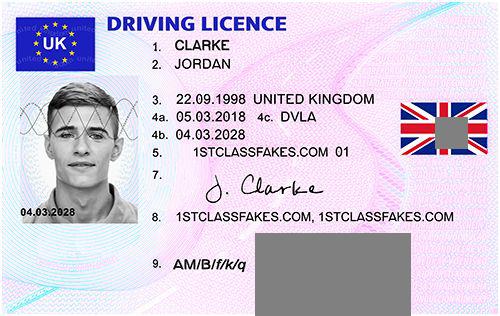 UK
DRIVING LICENCE
1. CLARKE
2. JORDAN
3. 22.09.1998 UNITED KINGDOM
4a. 05.03.2018 4c. DVLA
4b. 04.03.2028
5. 1STCLASSFAKES.COM 01
7.
J. Clarke
04.03.2028
8. 1STCLASSFAKES.COM, 1STCLASSFAKES.COM
9. AM/B/f/k/q